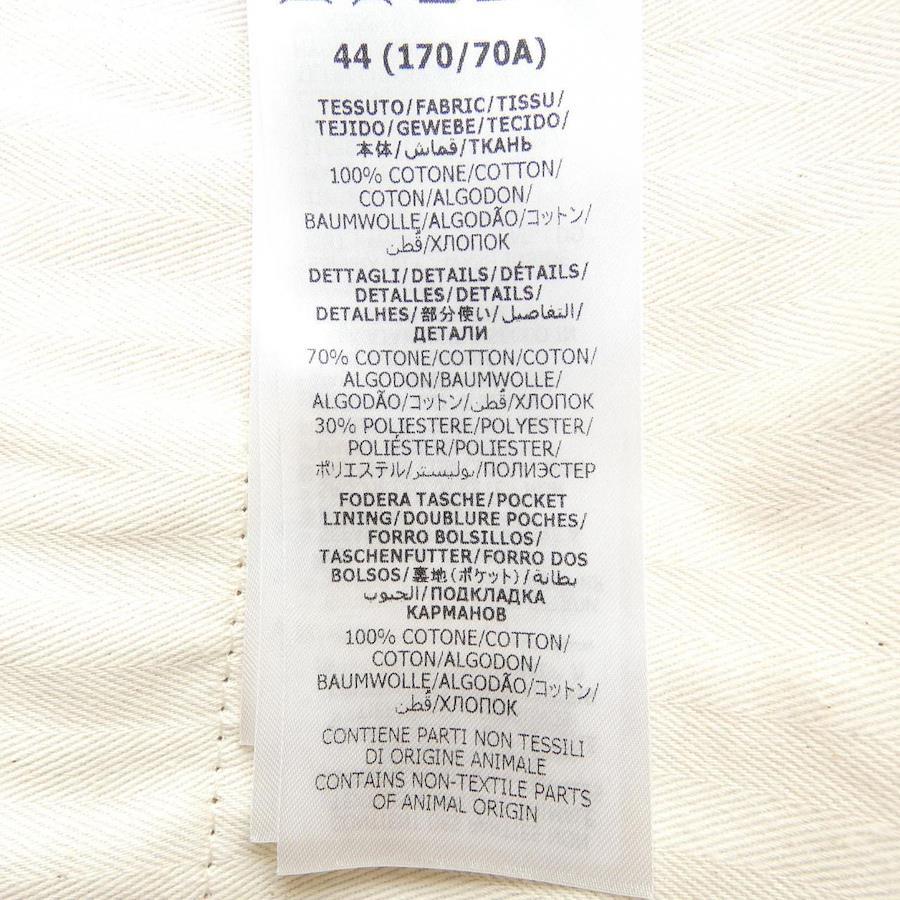 44 (170/70A)
TESSUTO/FABRIC/TISSU/
TEJIDO/GEWEBE/TECIDO/
本体/قماش/ТКАНЬ
100% COTONE/COTTON/
COTON/ALGODON/
BAUMWOLLE/ALGODÃO/コットン/
قُطن/ХЛОПОК
DETTAGLI/DETAILS/DÉTAILS/
DETALLES/DETAILS/
DETALHES/部分使い/التفاصيل/
ДЕТАЛИ
70% COTONE/COTTON/COTON/
ALGODON/BAUMWOLLE/
ALGODÃO/コットン/قُطن/ХЛОПОК
30% POLIESTERE/POLYESTER/
POLIÉSTER/POLIESTER/
ポリエステル/بوليستر/ПОЛИЭСТЕР
FODERA TASCHE/POCKET
LINING/DOUBLURE POCHES/
FORRO BOLSILLOS/
TASCHENFUTTER/FORRO DOS
BOLSOS/裏地(ポケット)/بطانة
الجيوب/ПОДКЛАДКА
КАРМАНОВ
100% COTONE/COTTON/
COTON/ALGODON/
BAUMWOLLE/ALGODÃO/コットン/
قُطن/ХЛОПОК
CONTIENE PARTI NON TESSILI
DI ORIGINE ANIMALE
CONTAINS NON-TEXTILE PARTS
OF ANIMAL ORIGIN